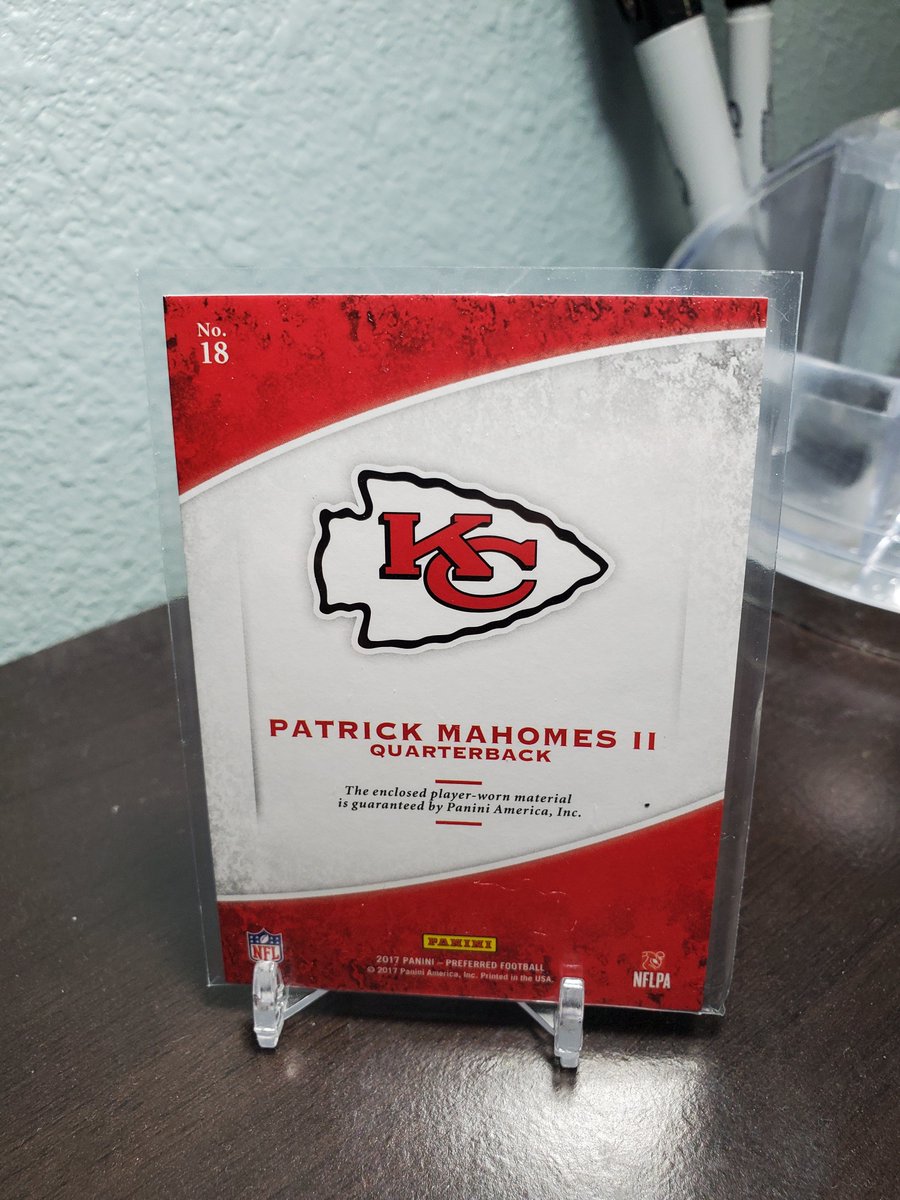 No.
18
KC
PATRICK MAHOMES II
QUARTERBACK
The enclosed player-worn material
is guaranteed by Panini America, Inc.
NFL
PANINI
2017 PANINI – PREFERRED FOOTBALL
© 2017 Panini America, Inc. Printed in the USA.
NFLPA